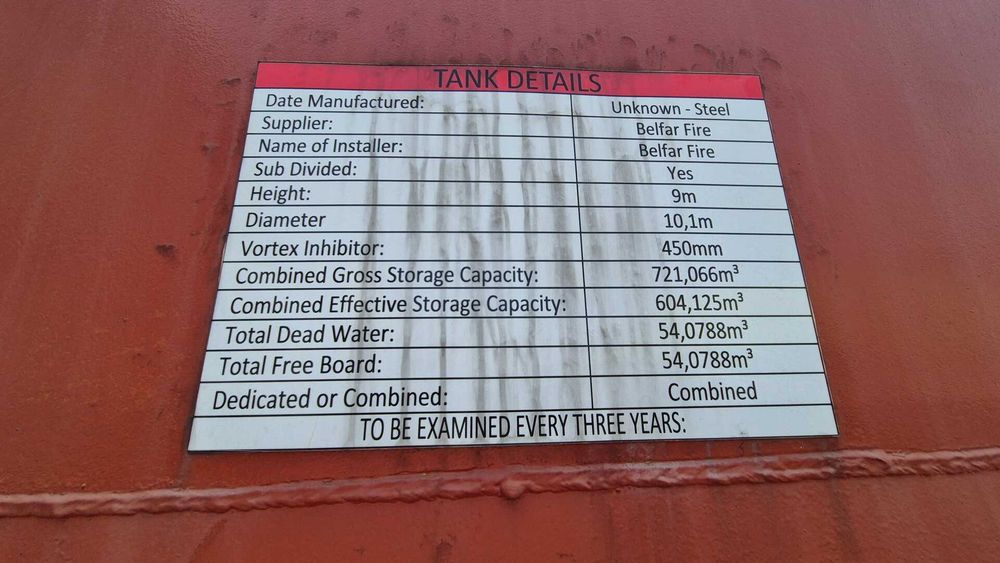 TANK DETAILS
Date Manufactured: Unknown - Steel
Supplier: Belfar Fire
Name of Installer: Belfar Fire
Sub Divided: Yes
Height: 9m
Diameter 10,1m
Vortex Inhibitor: 450mm
Combined Gross Storage Capacity: 721,066m³
Combined Effective Storage Capacity: 604,125m³
Total Dead Water: 54,0788m³
Total Free Board: 54,0788m³
Dedicated or Combined: Combined
TO BE EXAMINED EVERY THREE YEARS: